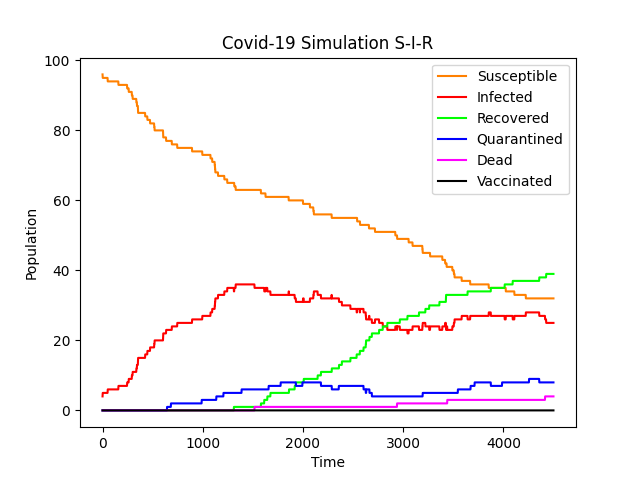 Covid-19 Simulation S-I-R
100
80
60
40
20
0
Population
Susceptible
Infected
Recovered
Quarantined
Dead
Vaccinated
0 1000 2000 3000 4000
Time